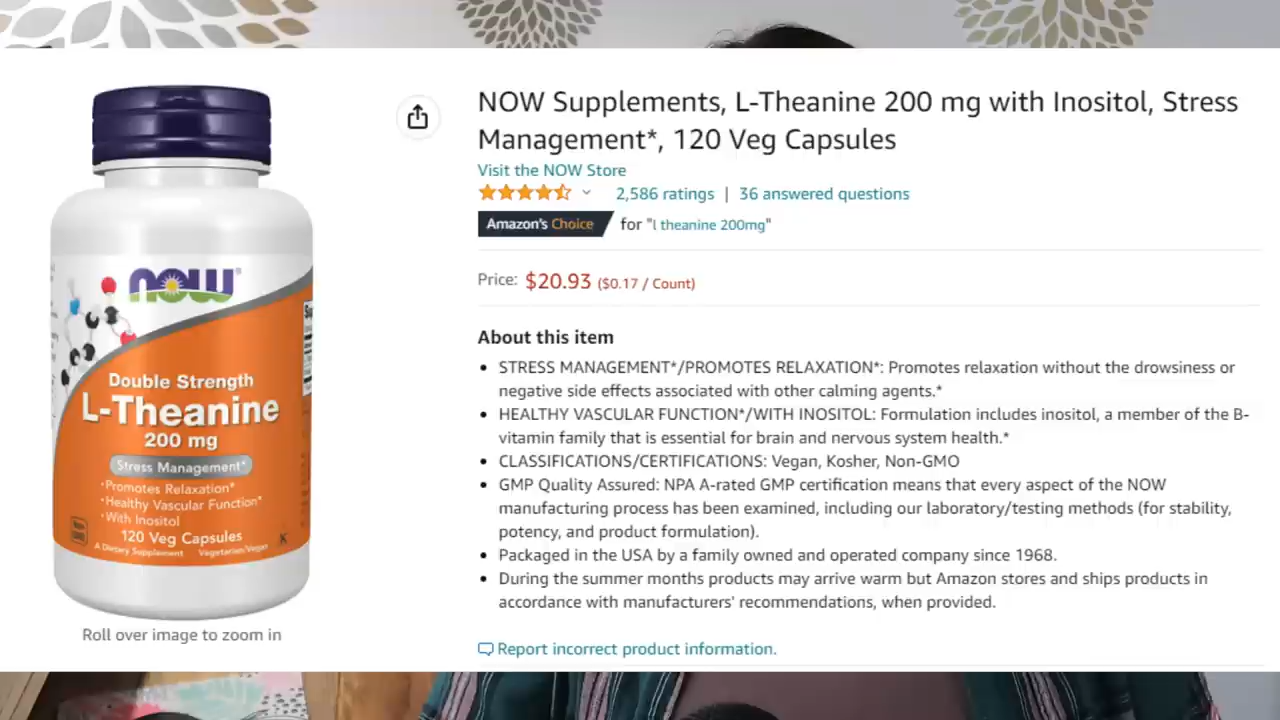 now
Double Strength
L-Theanine
200 mg
Stress Management*
• Promotes Relaxation*
• Healthy Vascular Function*
• With Inositol
120 Veg Capsules
A Dietary Supplement Vegetarian/Vegan
K
Roll over image to zoom in
NOW Supplements, L-Theanine 200 mg with Inositol, Stress
Management*, 120 Veg Capsules
Visit the NOW Store
2,586 ratings | 36 answered questions
Amazon's Choice for "l theanine 200mg"
Price: $20.93 ($0.17 / Count)
About this item
• STRESS MANAGEMENT*/PROMOTES RELAXATION*: Promotes relaxation without the drowsiness or
negative side effects associated with other calming agents.*
• HEALTHY VASCULAR FUNCTION*/WITH INOSITOL: Formulation includes inositol, a member of the B-
vitamin family that is essential for brain and nervous system health.*
• CLASSIFICATIONS/CERTIFICATIONS: Vegan, Kosher, Non-GMO
• GMP Quality Assured: NPA A-rated GMP certification means that every aspect of the NOW
manufacturing process has been examined, including our laboratory/testing methods (for stability,
potency, and product formulation).
• Packaged in the USA by a family owned and operated company since 1968.
• During the summer months products may arrive warm but Amazon stores and ships products in
accordance with manufacturers' recommendations, when provided.
Report incorrect product information.